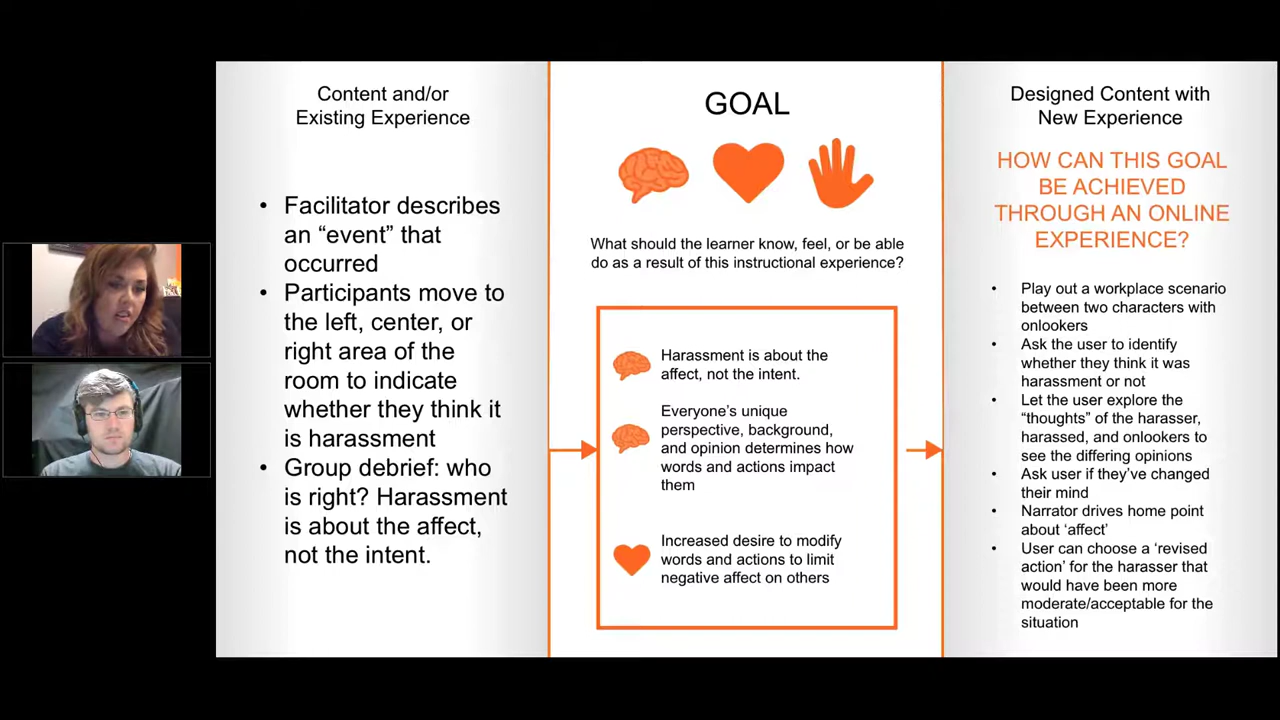 Content and/or
Existing Experience
• Facilitator describes
an “event” that
occurred
• Participants move to
the left, center, or
right area of the
room to indicate
whether they think it
is harassment
• Group debrief: who
is right? Harassment
is about the affect,
not the intent.
GOAL
What should the learner know, feel, or be able
do as a result of this instructional experience?
Harassment is about the
affect, not the intent.
Everyone’s unique
perspective, background,
and opinion determines how
words and actions impact
them
Increased desire to modify
words and actions to limit
negative affect on others
Designed Content with
New Experience
HOW CAN THIS GOAL
BE ACHIEVED
THROUGH AN ONLINE
EXPERIENCE?
• Play out a workplace scenario
between two characters with
onlookers
• Ask the user to identify
whether they think it was
harassment or not
• Let the user explore the
“thoughts” of the harasser,
harassed, and onlookers to
see the differing opinions
• Ask user if they’ve changed
their mind
• Narrator drives home point
about ‘affect’
• User can choose a ‘revised
action’ for the harasser that
would have been more
moderate/acceptable for the
situation